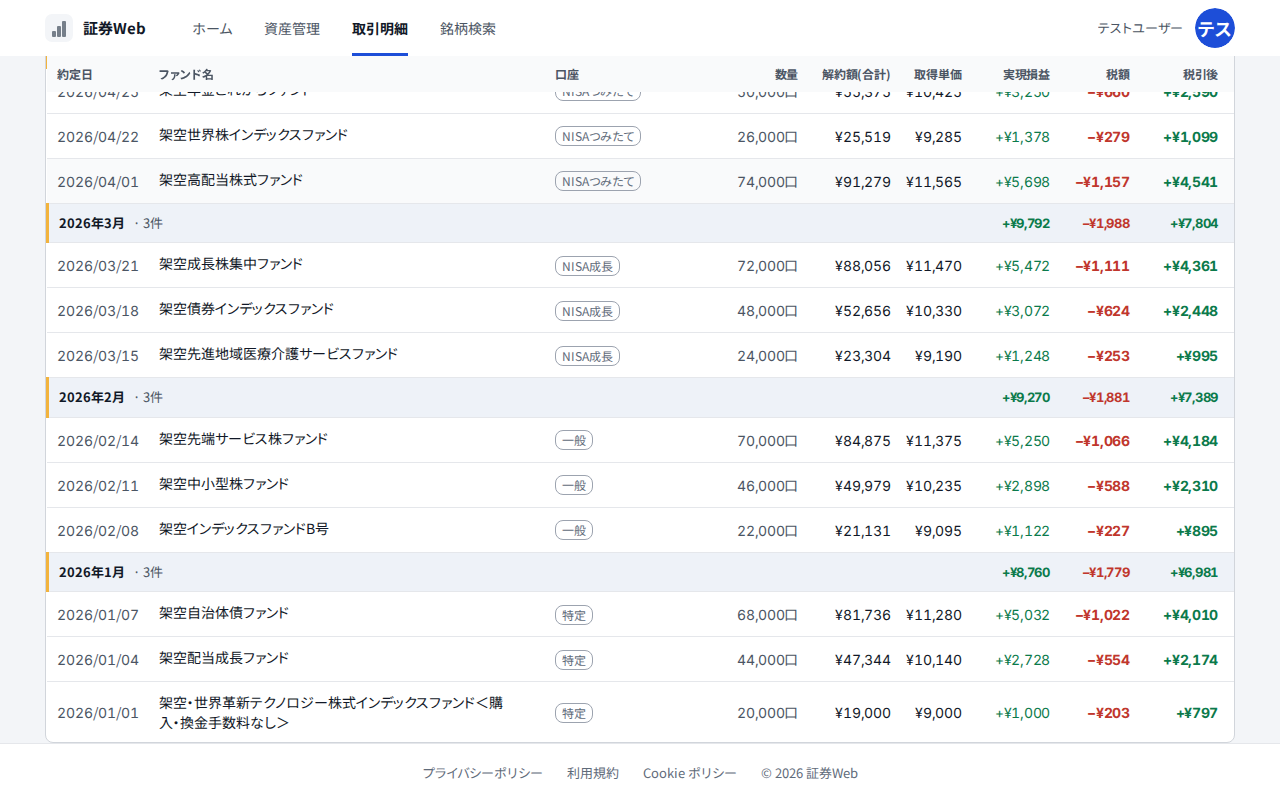 証券Web ホーム 資産管理 取引明細 銘柄検索 テストユーザー テス
約定日 ファンド名 口座 数量 解約額(合計) 取得単価 実現損益 税額 税引後
2026/04/22 架空世界株インデックスファンド NISAつみたて 26,000口 ¥25,519 ¥9,285 +¥1,378 −¥279 +¥1,099
2026/04/01 架空高配当株式ファンド NISAつみたて 74,000口 ¥91,279 ¥11,565 +¥5,698 −¥1,157 +¥4,541
2026年3月 · 3件 +¥9,792 −¥1,988 +¥7,804
2026/03/21 架空成長株集中ファンド NISA成長 72,000口 ¥88,056 ¥11,470 +¥5,472 −¥1,111 +¥4,361
2026/03/18 架空債券インデックスファンド NISA成長 48,000口 ¥52,656 ¥10,330 +¥3,072 −¥624 +¥2,448
2026/03/15 架空先進地域医療介護サービスファンド NISA成長 24,000口 ¥23,304 ¥9,190 +¥1,248 −¥253 +¥995
2026年2月 · 3件 +¥9,270 −¥1,881 +¥7,389
2026/02/14 架空先端サービス株ファンド 一般 70,000口 ¥84,875 ¥11,375 +¥5,250 −¥1,066 +¥4,184
2026/02/11 架空中小型株ファンド 一般 46,000口 ¥49,979 ¥10,235 +¥2,898 −¥588 +¥2,310
2026/02/08 架空インデックスファンドB号 一般 22,000口 ¥21,131 ¥9,095 +¥1,122 −¥227 +¥895
2026年1月 · 3件 +¥8,760 −¥1,779 +¥6,981
2026/01/07 架空自治体債ファンド 特定 68,000口 ¥81,736 ¥11,280 +¥5,032 −¥1,022 +¥4,010
2026/01/04 架空配当成長ファンド 特定 44,000口 ¥47,344 ¥10,140 +¥2,728 −¥554 +¥2,174
2026/01/01 架空・世界革新テクノロジー株式インデックスファンド＜購 特定 20,000口 ¥19,000 ¥9,000 +¥1,000 −¥203 +¥797
入・換金手数料なし＞
プライバシーポリシー 利用規約 Cookie ポリシー © 2026 証券Web